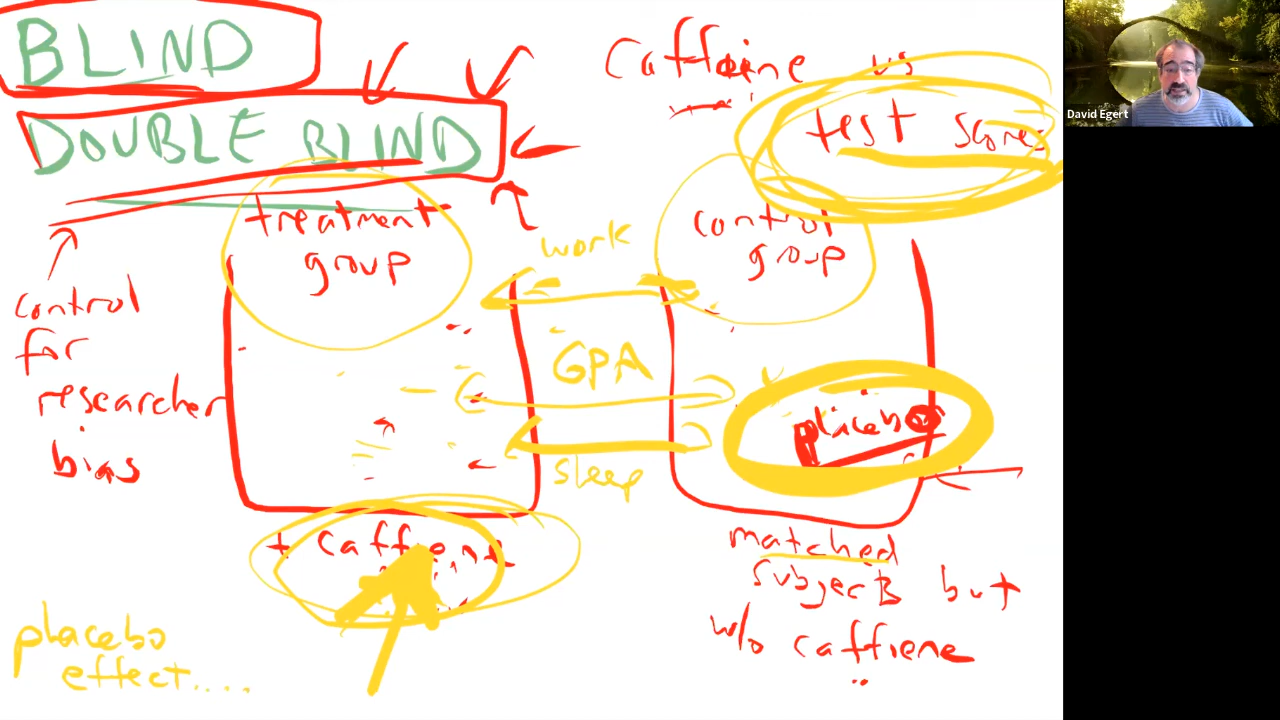 BLIND
DOUBLE BLIND
Caffeine vs
test scores
treatment
group
control
group
work
GPA
sleep
control
for
researcher
bias
placebo
+ caffiene
matched
subjects but
w/o caffiene
placebo
effect....
David Egert